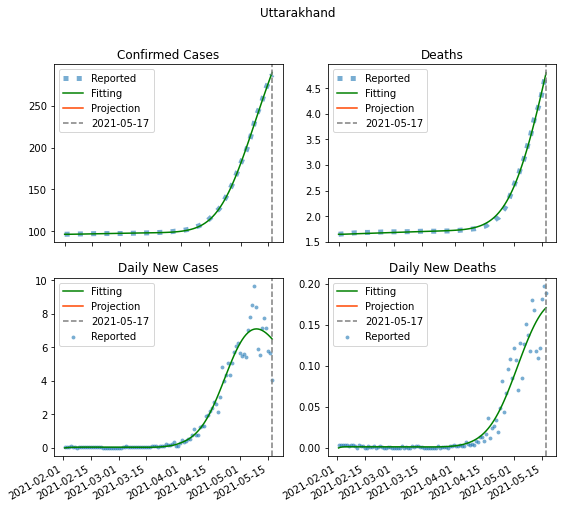 Uttarakhand
Confirmed Cases
Reported
Fitting
Projection
2021-05-17
300
250
200
150
100
Deaths
Reported
Fitting
Projection
2021-05-17
4.5
4.0
3.5
3.0
2.5
2.0
1.5
Daily New Cases
Fitting
Projection
2021-05-17
Reported
10
8
6
4
2
0
2021-02-01
2021-02-15
2021-03-01
2021-03-15
2021-04-01
2021-04-15
2021-05-01
2021-05-15
Daily New Deaths
Fitting
Projection
2021-05-17
Reported
0.20
0.15
0.10
0.05
0.00
2021-02-01
2021-02-15
2021-03-01
2021-03-15
2021-04-01
2021-04-15
2021-05-01
2021-05-15